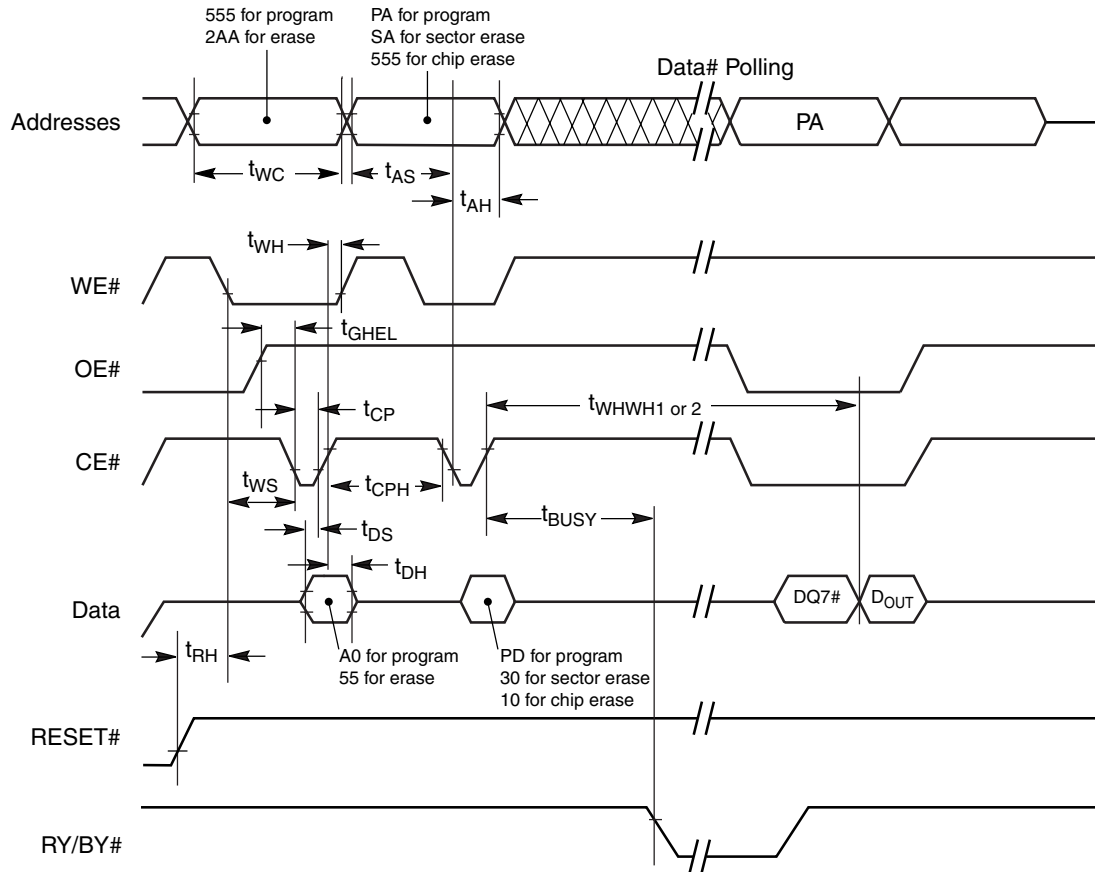 555 for program
2AA for erase
PA for program
SA for sector erase
555 for chip erase
Data# Polling
Addresses
PA
tWC
tAS
tAH
tWH
WE#
tGHEL
OE#
tWHWH1 or 2
tCP
CE#
tWS
tCPH
tBUSY
tDS
tDH
Data
DQ7#
DOUT
tRH
A0 for program
55 for erase
PD for program
30 for sector erase
10 for chip erase
RESET#
RY/BY#